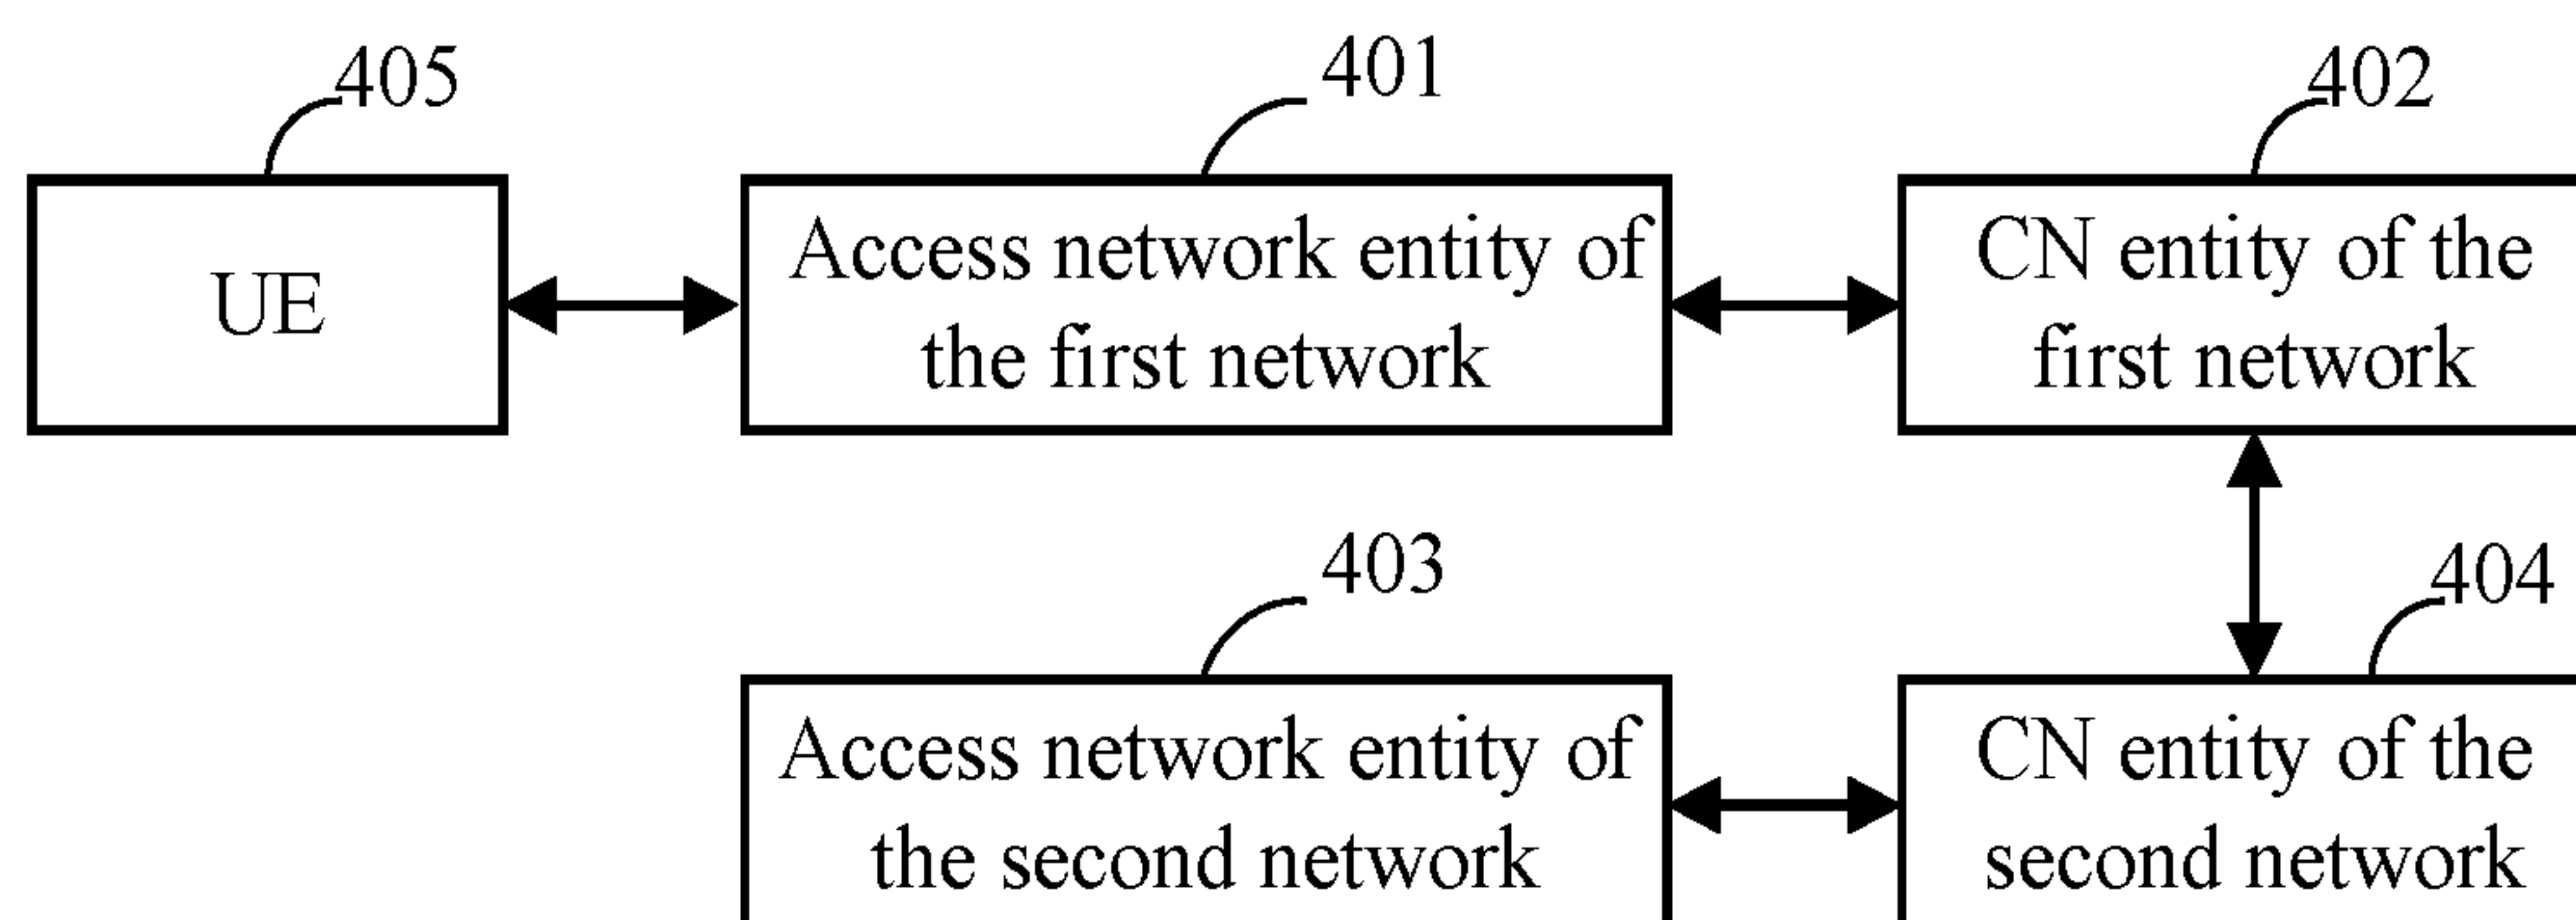 405
401
402
UE
Access network entity of
the first network
CN entity of the
first network
403
404
Access network entity of
the second network
CN entity of the
second network